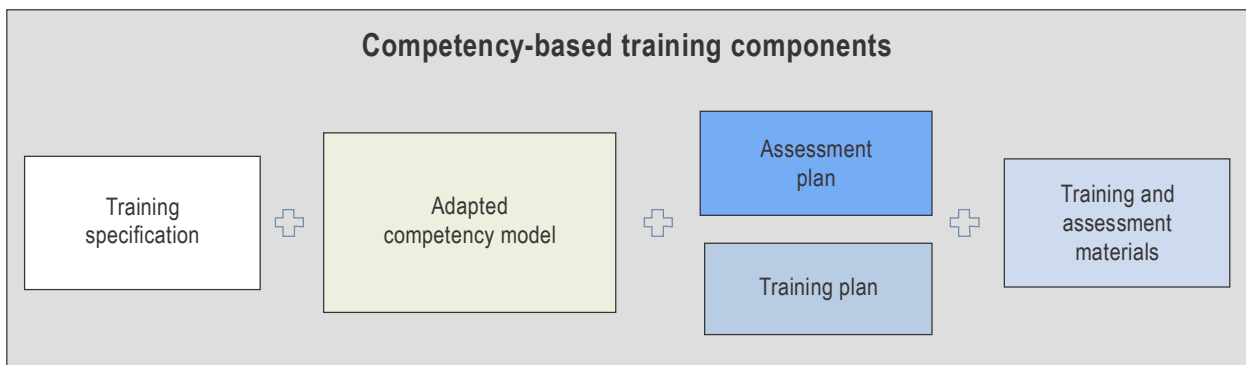 Competency-based training components
Training
specification
Adapted
competency model
Assessment
plan
Training plan
Training and
assessment
materials